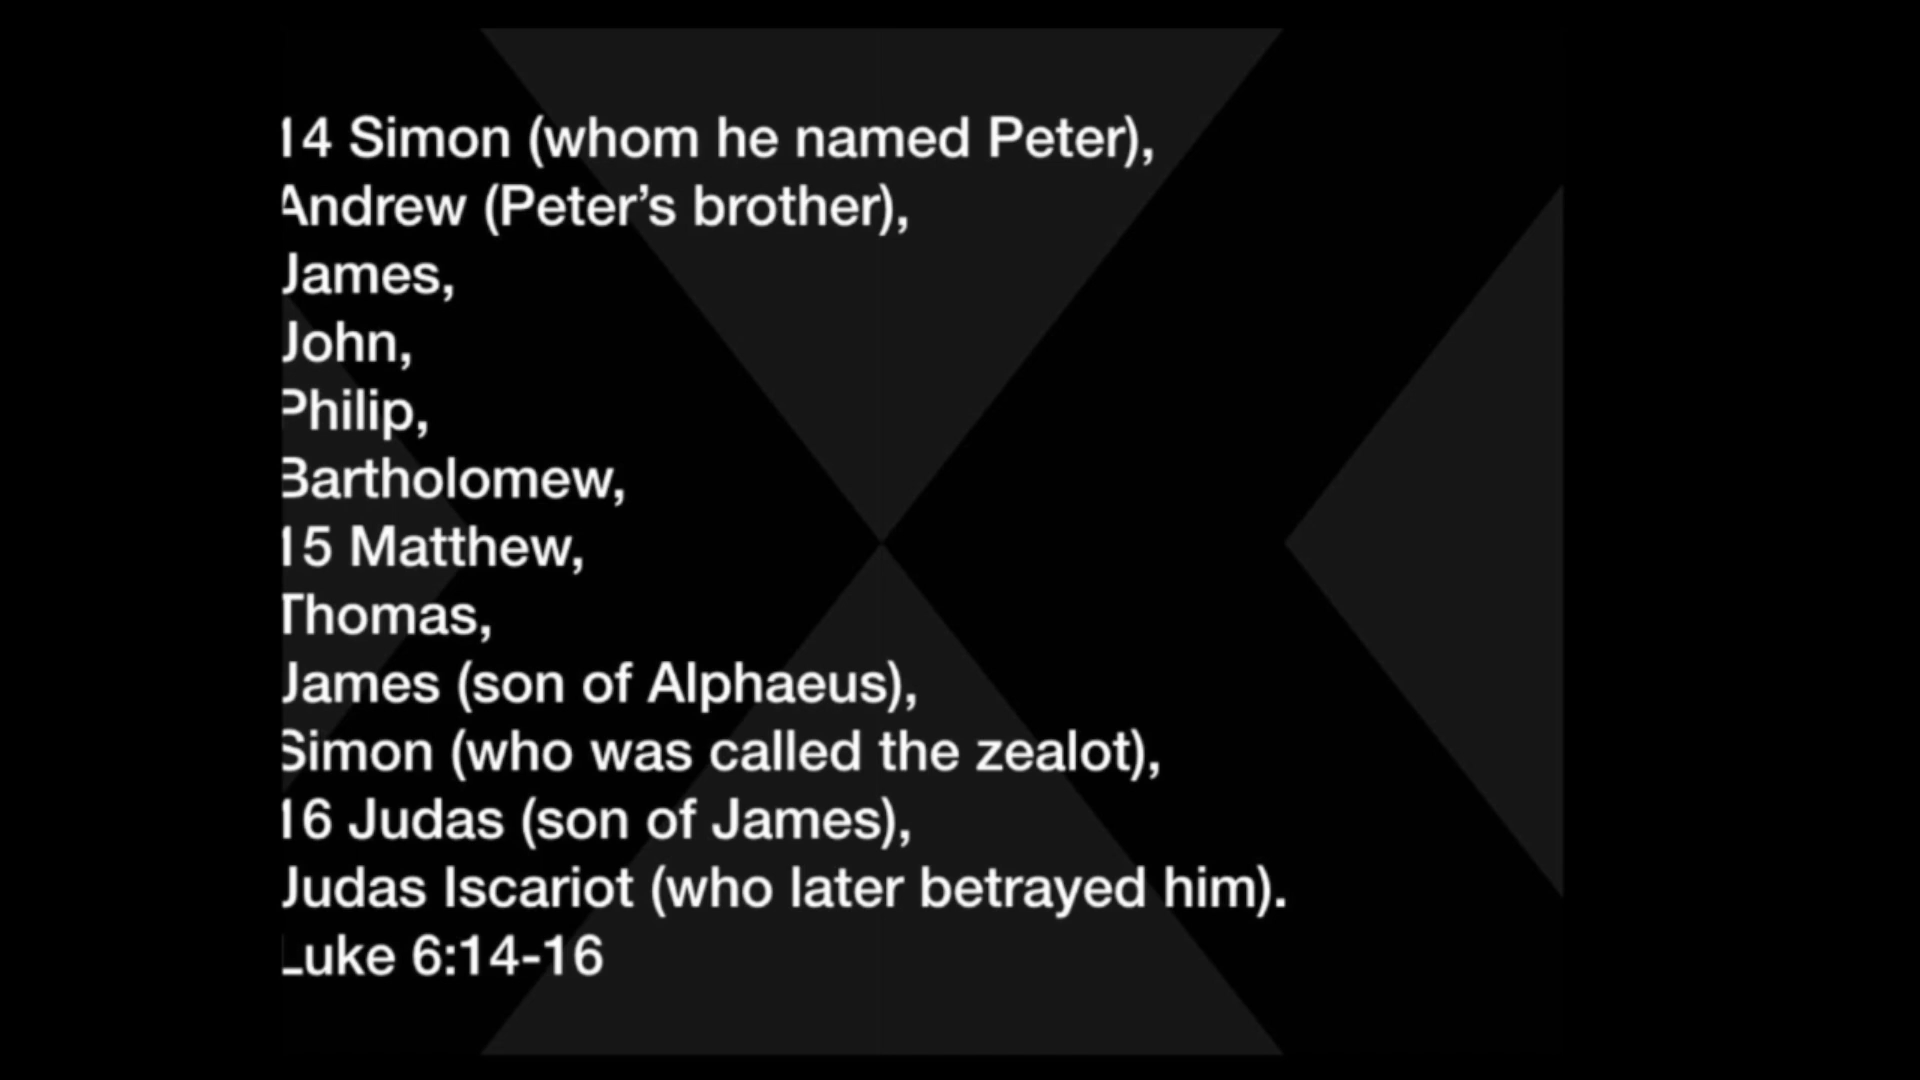 14 Simon (whom he named Peter),
Andrew (Peter’s brother),
James,
John,
Philip,
Bartholomew,
15 Matthew,
Thomas,
James (son of Alphaeus),
Simon (who was called the zealot),
16 Judas (son of James),
Judas Iscariot (who later betrayed him).
Luke 6:14-16